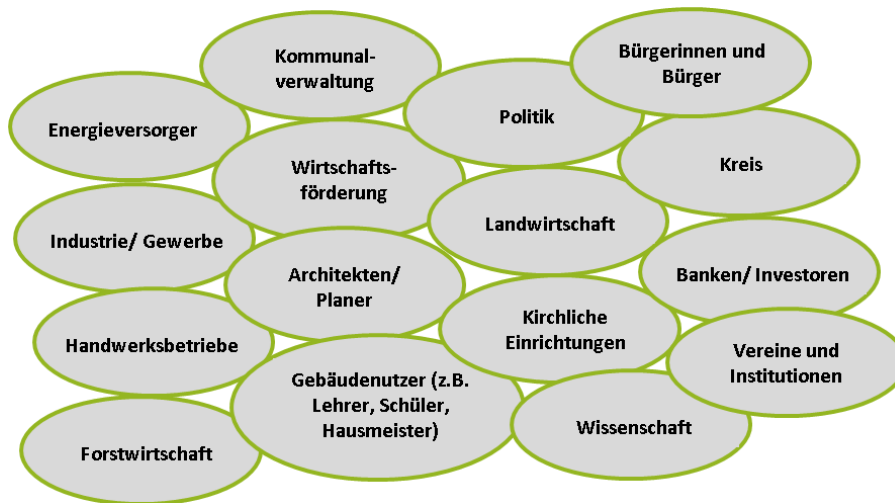 Kommunal-
verwaltung
Bürgerinnen und
Bürger
Energieversorger
Politik
Wirtschafts-
förderung
Kreis
Industrie/ Gewerbe
Landwirtschaft
Architekten/
Planer
Banken/ Investoren
Handwerksbetriebe
Kirchliche
Einrichtungen
Vereine und
Institutionen
Gebäudenutzer (z.B.
Lehrer, Schüler,
Hausmeister)
Wissenschaft
Forstwirtschaft